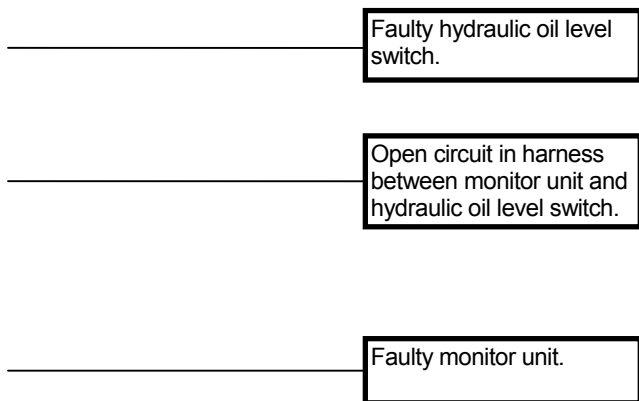 Faulty hydraulic oil level
switch.
Open circuit in harness
between monitor unit and
hydraulic oil level switch.
Faulty monitor unit.